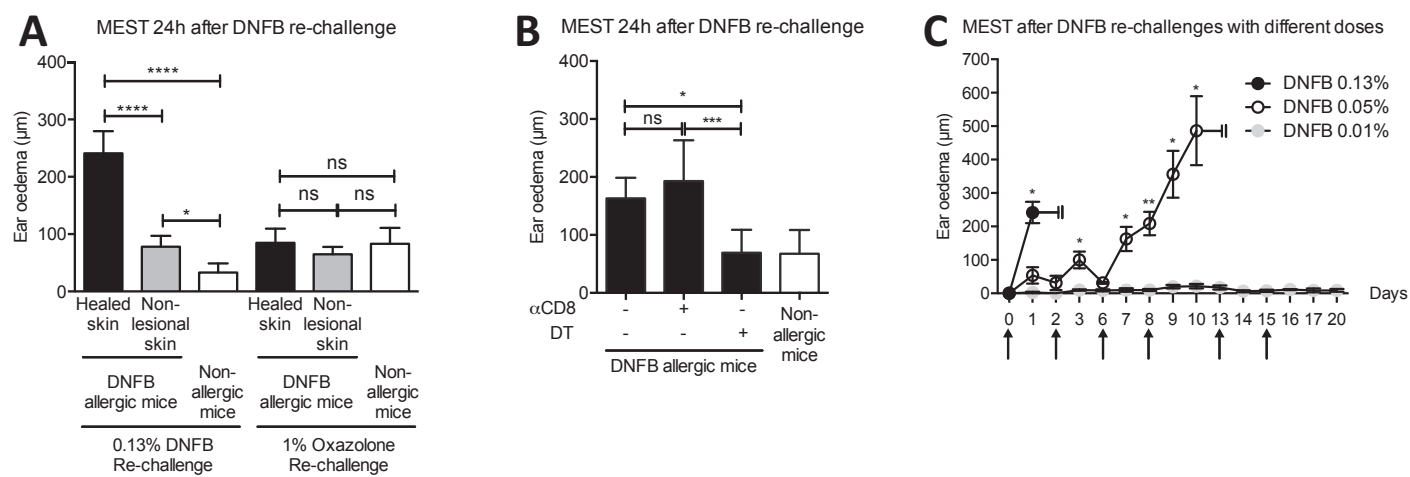 A
MEST 24h after DNFB re-challenge
Ear oedema (µm)
400
300
200
100
0
****
****
*
ns
ns
ns
Healed
skin
Non-
lesional
skin
Healed
skin
Non-
lesional
skin
DNFB
allergic mice
Non-
allergic
mice
DNFB
allergic mice
Non-
allergic
mice
0.13% DNFB
Re-challenge
1% Oxazolone
Re-challenge
B
MEST 24h after DNFB re-challenge
Ear oedema (µm)
400
300
200
100
0
*
ns
***
αCD8 - + -
DT - - +
Non-
allergic
mice
DNFB allergic mice
C
MEST after DNFB re-challenges with different doses
Ear oedema (µm)
700
600
500
400
300
200
100
0
DNFB 0.13%
DNFB 0.05%
DNFB 0.01%
*
*
*
**
*
*
0 1 2 3 6 7 8 9 10 13 14 15 16 17 20
Days